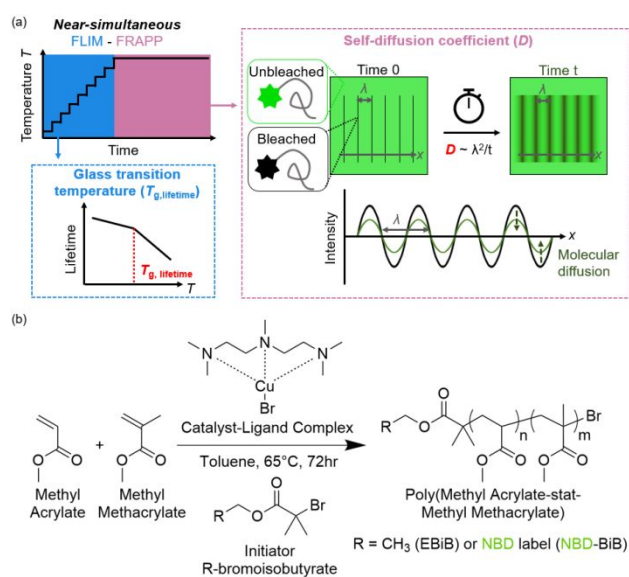 (a)
Near-simultaneous
FLIM - FRAPP
Temperature T
Time
Glass transition
temperature (Tg,lifetime)
Lifetime
Tg, lifetime
T
Self-diffusion coefficient (D)
Unbleached
Bleached
Time 0
λ
x
D ~ λ²/t
Time t
λ
x
Intensity
λ
x
Molecular
diffusion
(b)
N
N
N
Cu
Br
Catalyst-Ligand Complex
Toluene, 65°C, 72hr
O
O
Methyl
Acrylate
+
O
O
Methyl
Methacrylate
R
O
O
Br
Initiator
R-bromoisobutyrate
R
O
O
n
m
Br
O
O
O
O
Poly(Methyl Acrylate-stat-
Methyl Methacrylate)
R = CH₃ (EBiB) or NBD label (NBD-BiB)